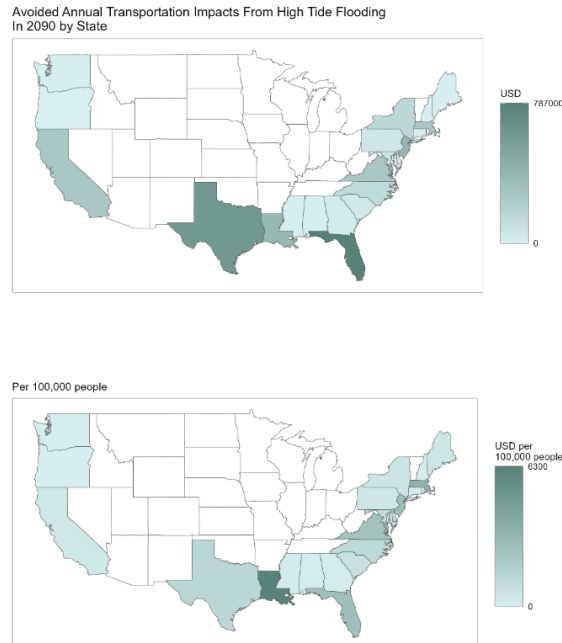 Avoided Annual Transportation Impacts From High Tide Flooding
In 2090 by State
USD
787000
0
Per 100,000 people
USD per
100,000 people
6300
0